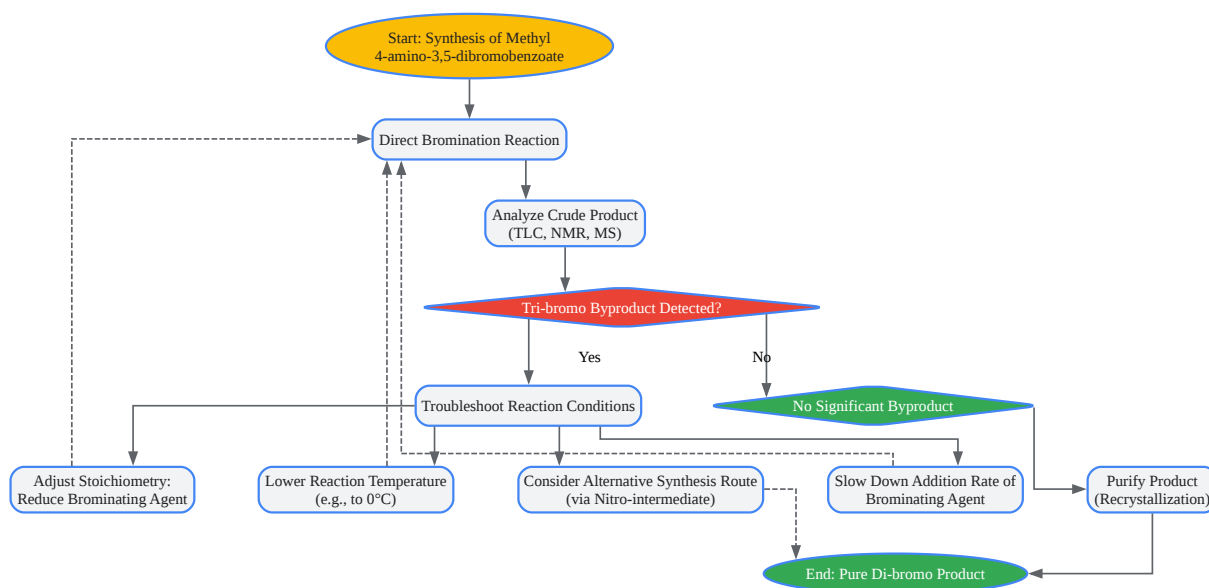 Start: Synthesis of Methyl
4-amino-3,5-dibromobenzoate
Direct Bromination Reaction
Analyze Crude Product
(TLC, NMR, MS)
Tri-bromo Byproduct Detected?
Yes
No
Troubleshoot Reaction Conditions
No Significant Byproduct
Adjust Stoichiometry:
Reduce Brominating Agent
Lower Reaction Temperature
(e.g., to 0°C)
Consider Alternative Synthesis Route
(via Nitro-intermediate)
Slow Down Addition Rate of
Brominating Agent
Purify Product
(Recrystallization)
End: Pure Di-bromo Product